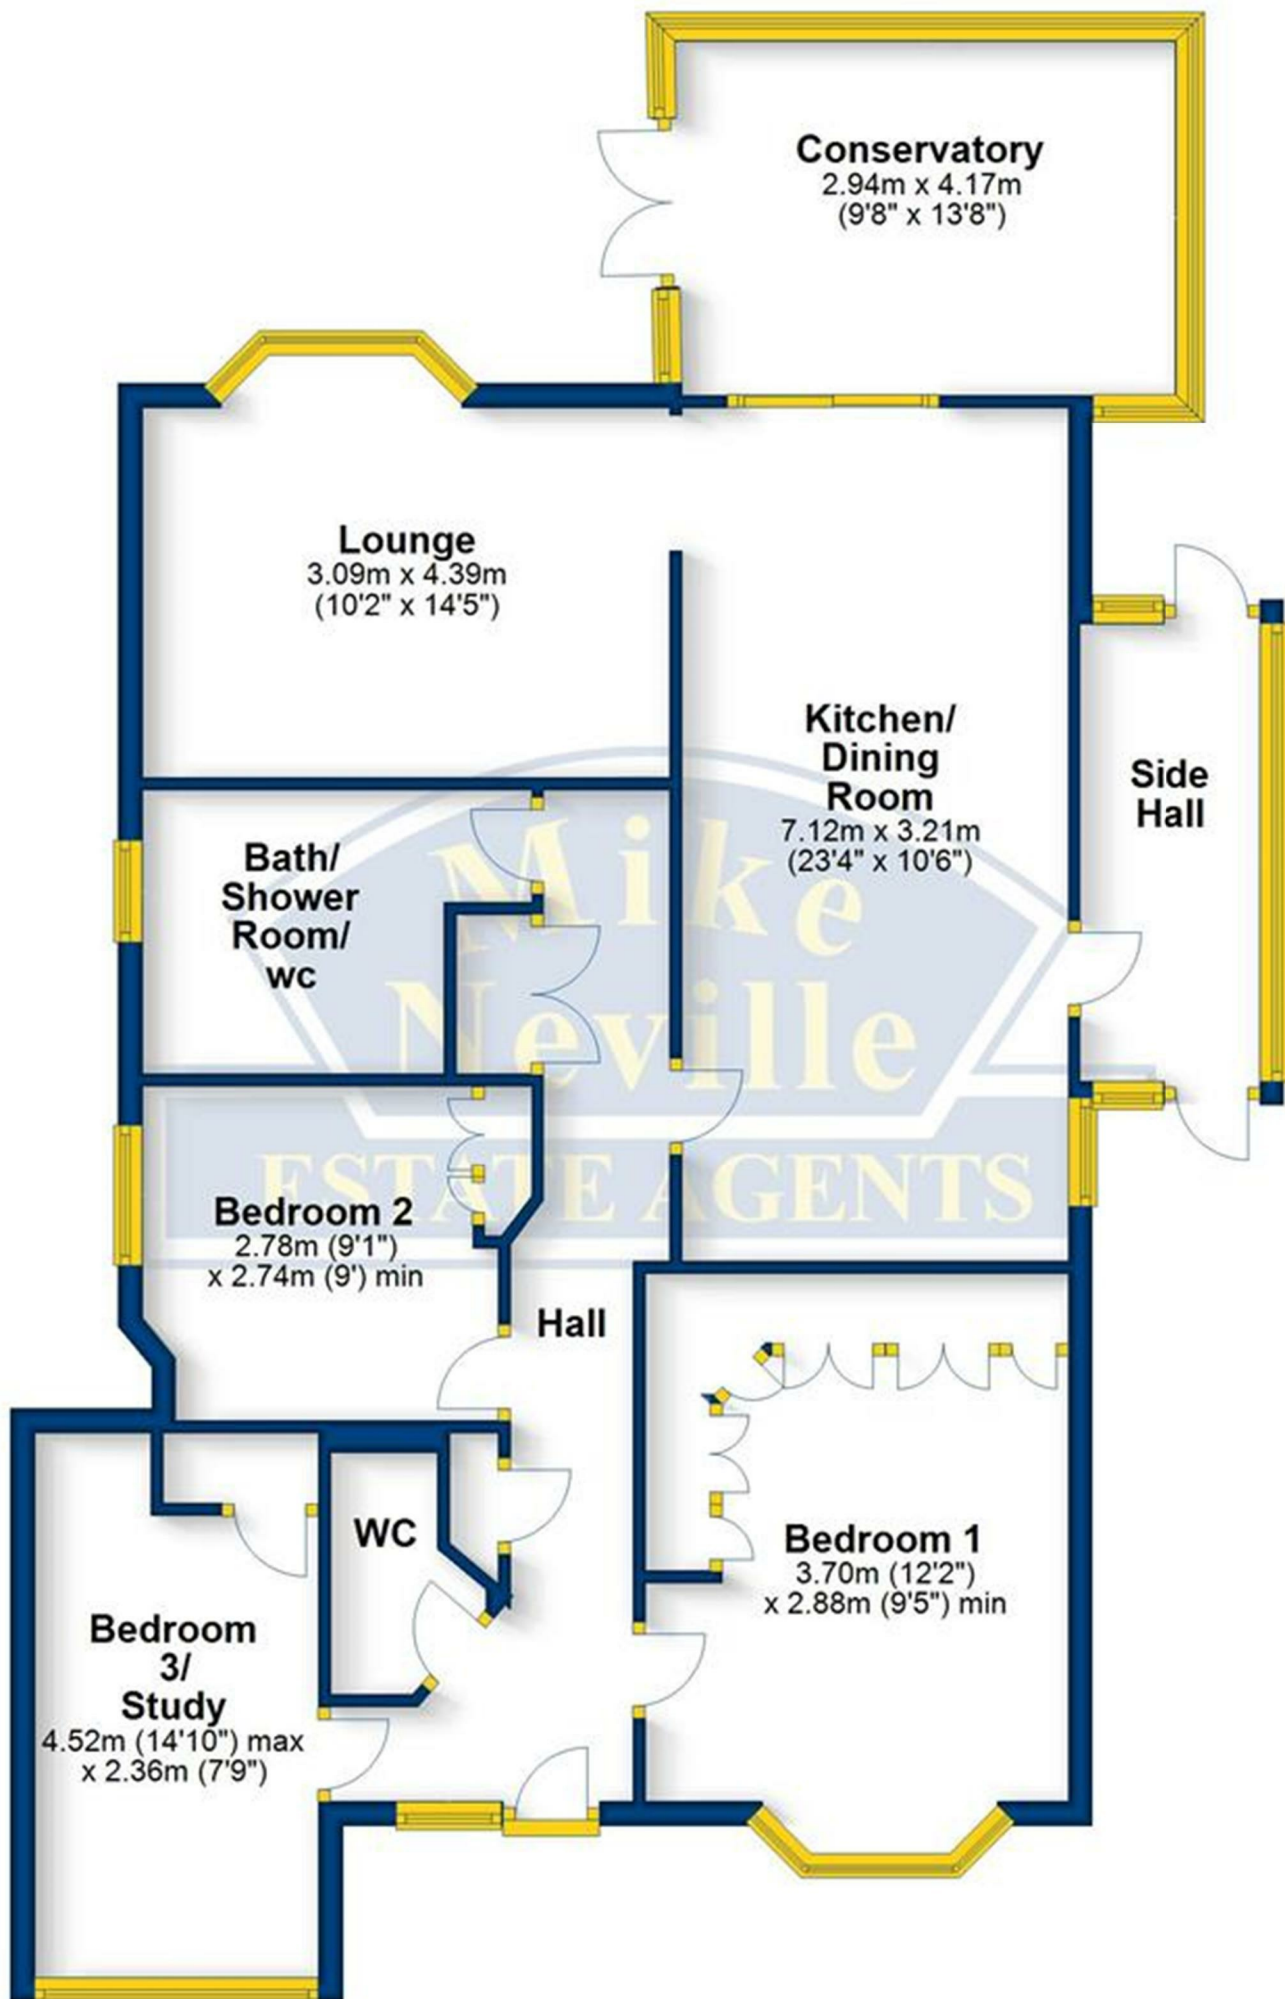 Conservatory
2.94m x 4.17m
(9'8" x 13'8")
Lounge
3.09m x 4.39m
(10'2" x 14'5")
Kitchen/
Dining
Room
7.12m x 3.21m
(23'4" x 10'6")
Side
Hall
Bath/
Shower
Room/
wc
Mike
Neville
ESTATE AGENTS
Bedroom 2
2.78m (9'1")
x 2.74m (9') min
Hall
WC
Bedroom 1
3.70m (12'2")
x 2.88m (9'5") min
Bedroom
3/
Study
4.52m (14'10") max
x 2.36m (7'9")